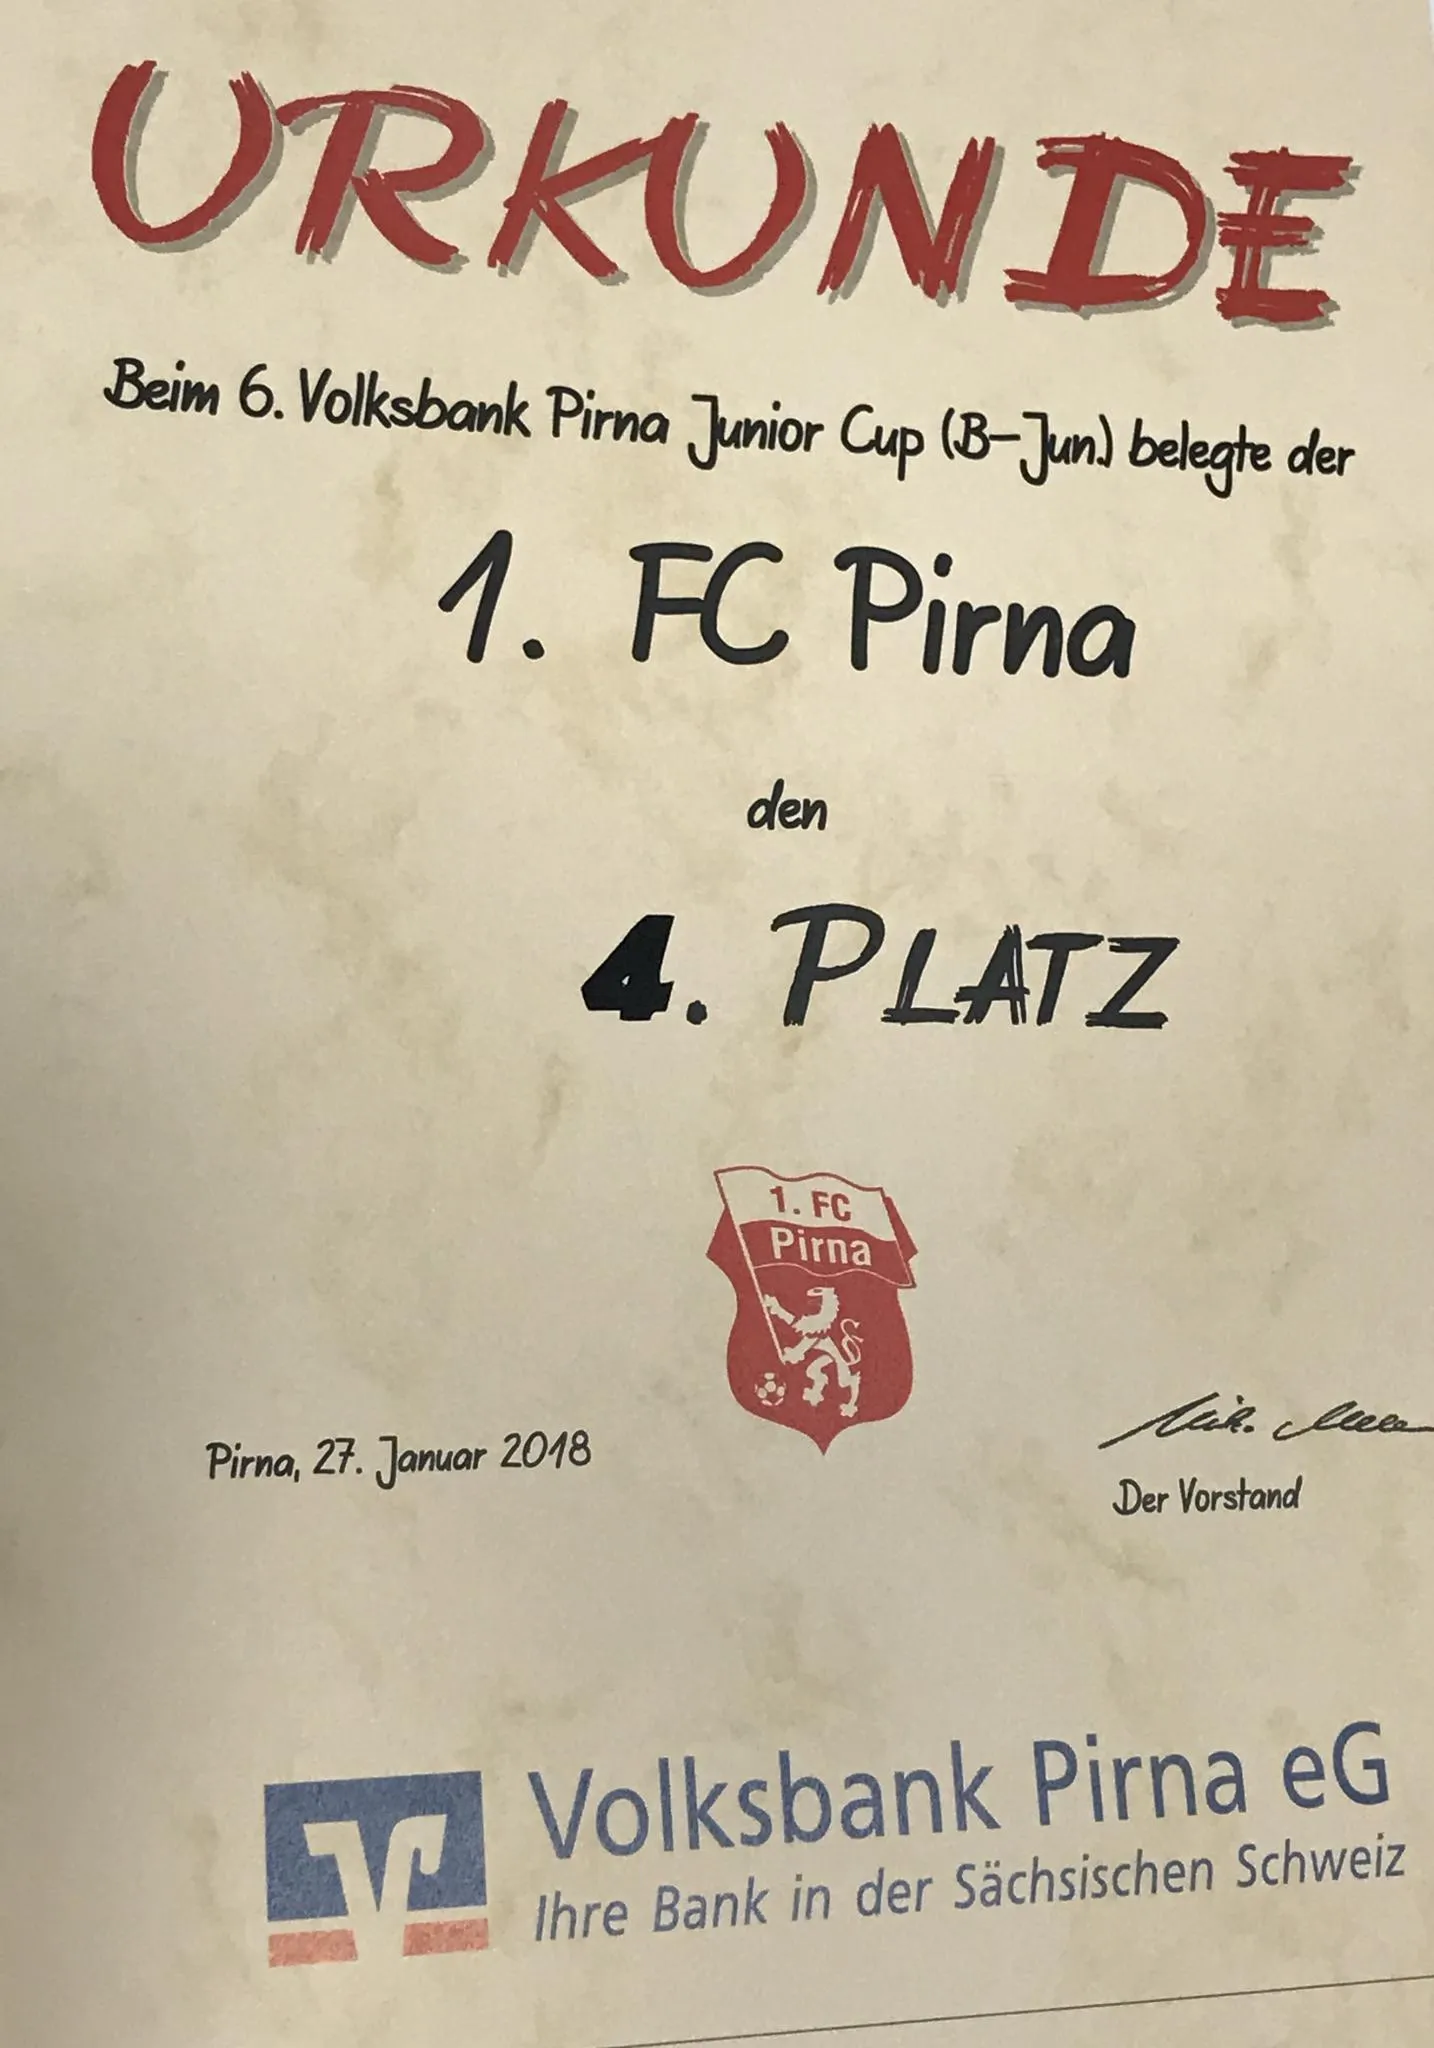 URKUNDE
Beim 6. Volksbank Pirna Junior Cup (B-Jun.) belegte der
1. FC Pirna
den
4. PLATZ
1. FC
Pirna
Pirna, 27. Januar 2018
Der Vorstand
Volksbank Pirna eG
Ihre Bank in der Sächsischen Schweiz